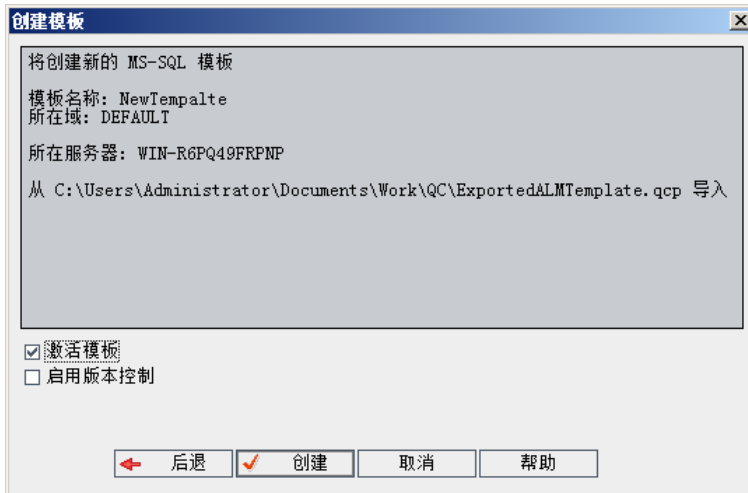 创建模板
将创建新的 MS-SQL 模板
模板名称: NewTempalte
所在域: DEFAULT
所在服务器: WIN-R6PQ49FRPNP
从 C:\Users\Administrator\Documents\Work\QC\ExportedALMTemplate.qcp 导入
激活模板
启用版本控制
后退 创建 取消 帮助